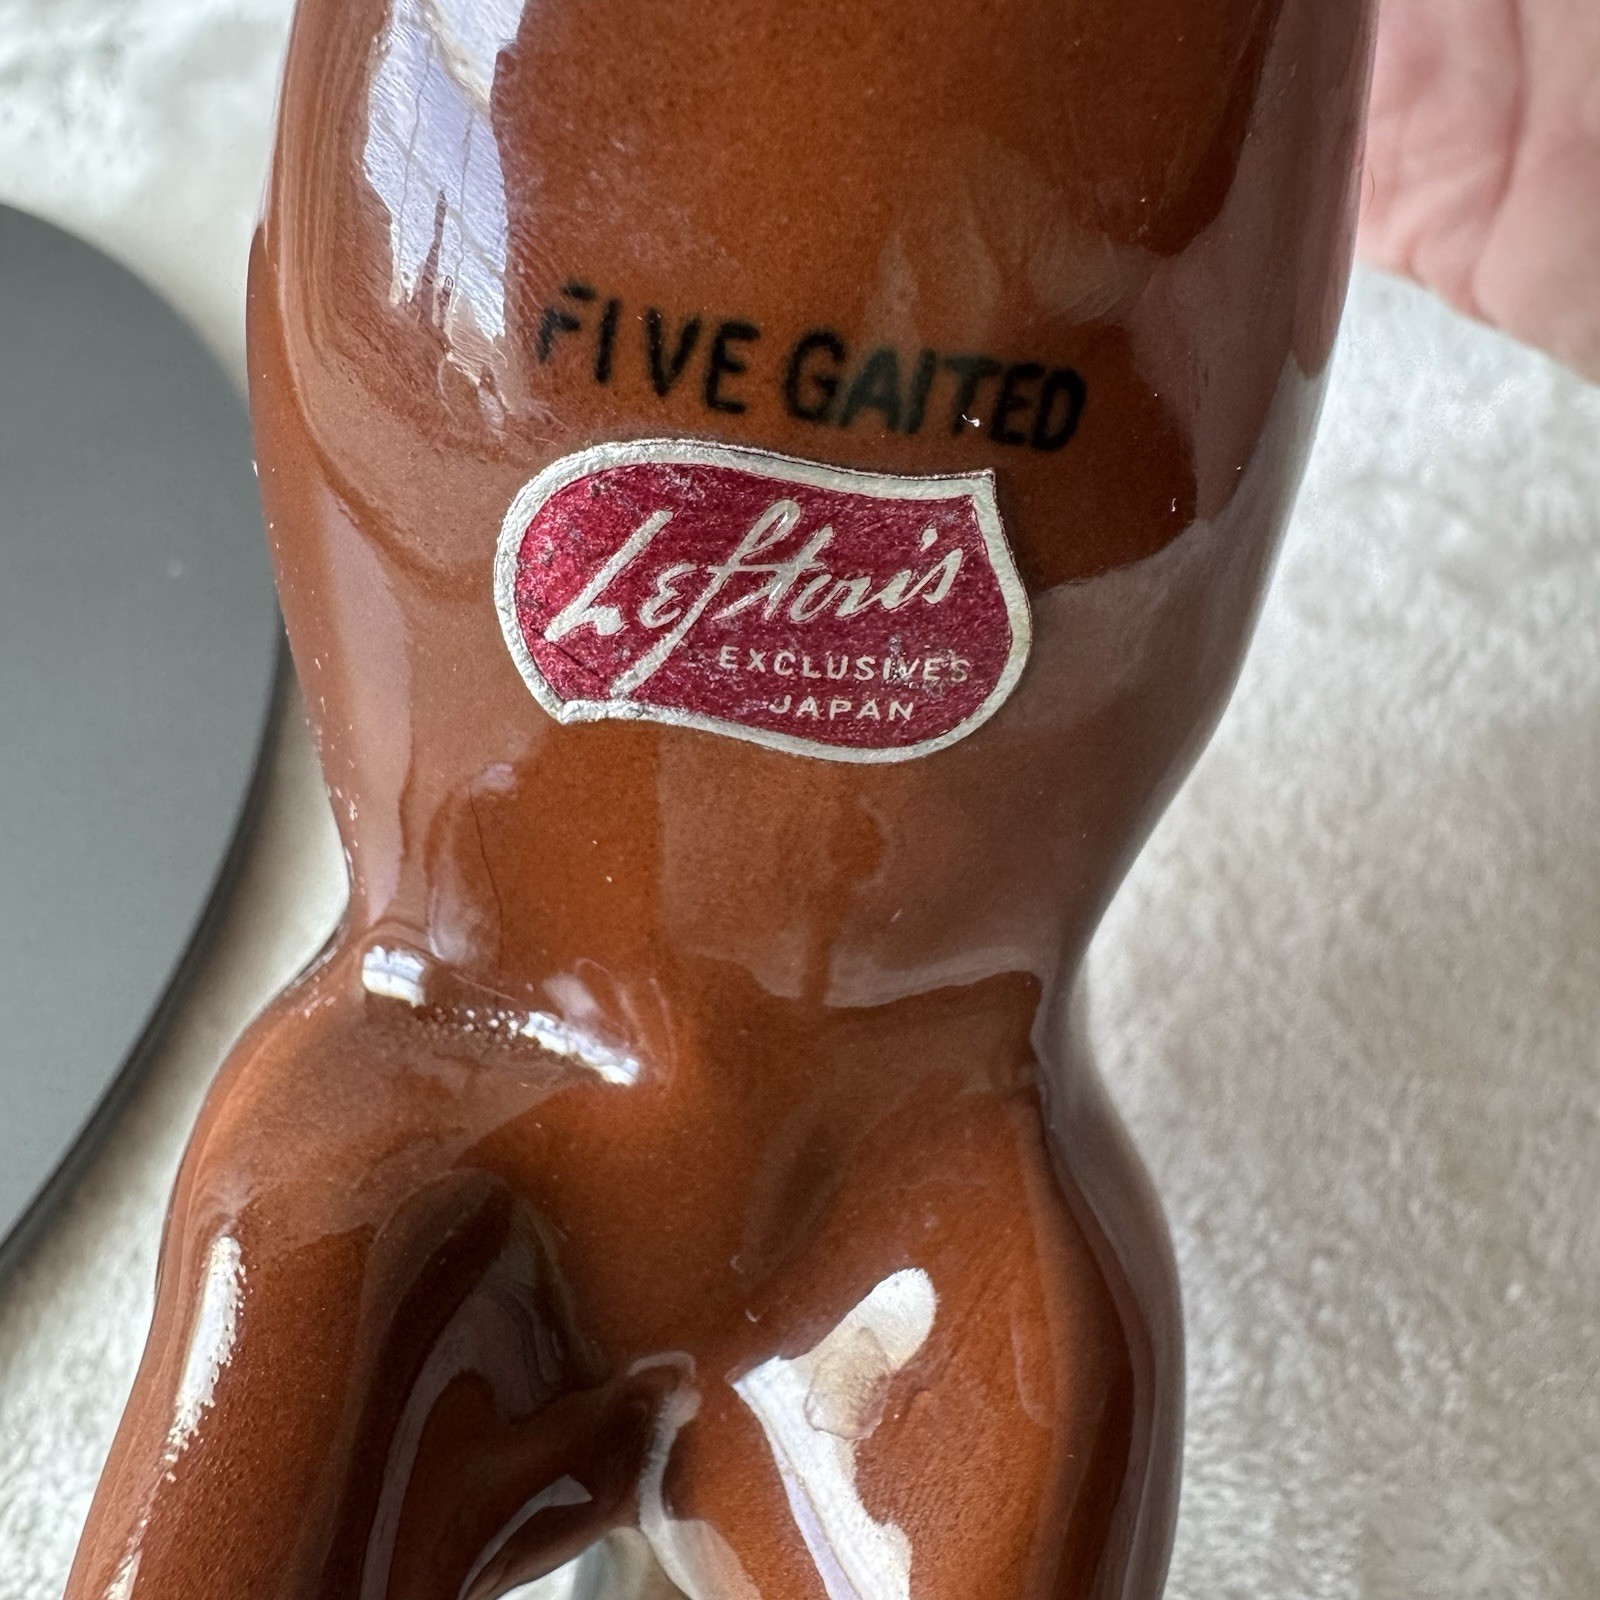 FIVE GAITED
Lefton's
EXCLUSIVES
JAPAN